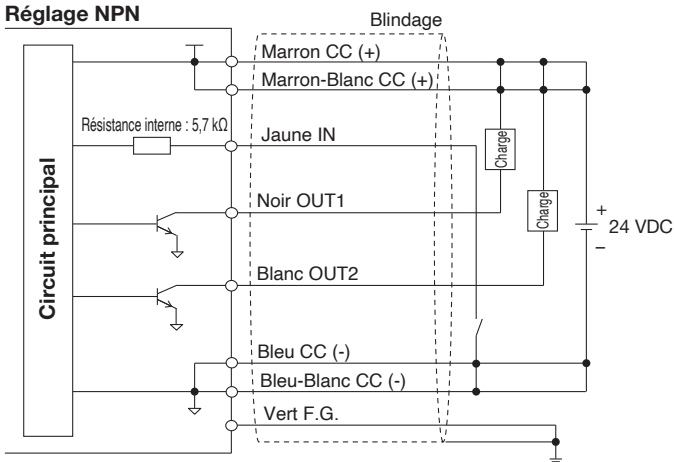 Réglage NPN
Blindage
Marron CC (+)
Marron-Blanc CC (+)
Résistance interne : 5,7 kΩ
Jaune IN
Charge
Circuit principal
Noir OUT1
Charge
+
24 VDC
–
Blanc OUT2
Bleu CC (-)
Bleu-Blanc CC (-)
Vert F.G.